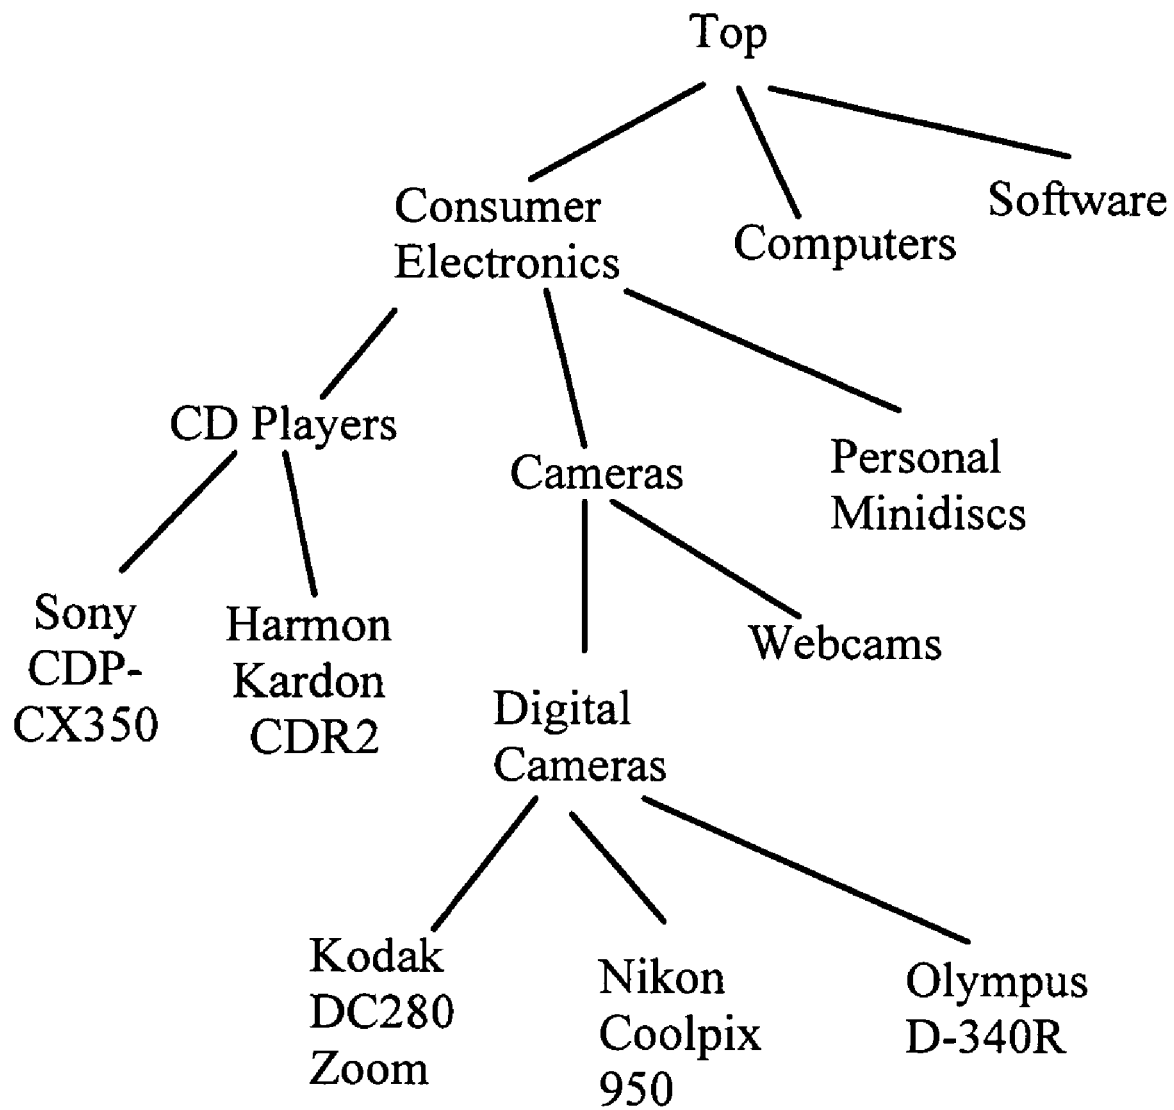 Top
Consumer
Electronics
Computers
Software
CD Players
Cameras
Personal
Minidiscs
Sony
CDP-
CX350
Harmon
Kardon
CDR2
Webcams
Digital
Cameras
Kodak
DC280
Zoom
Nikon
Coolpix
950
Olympus
D-340R